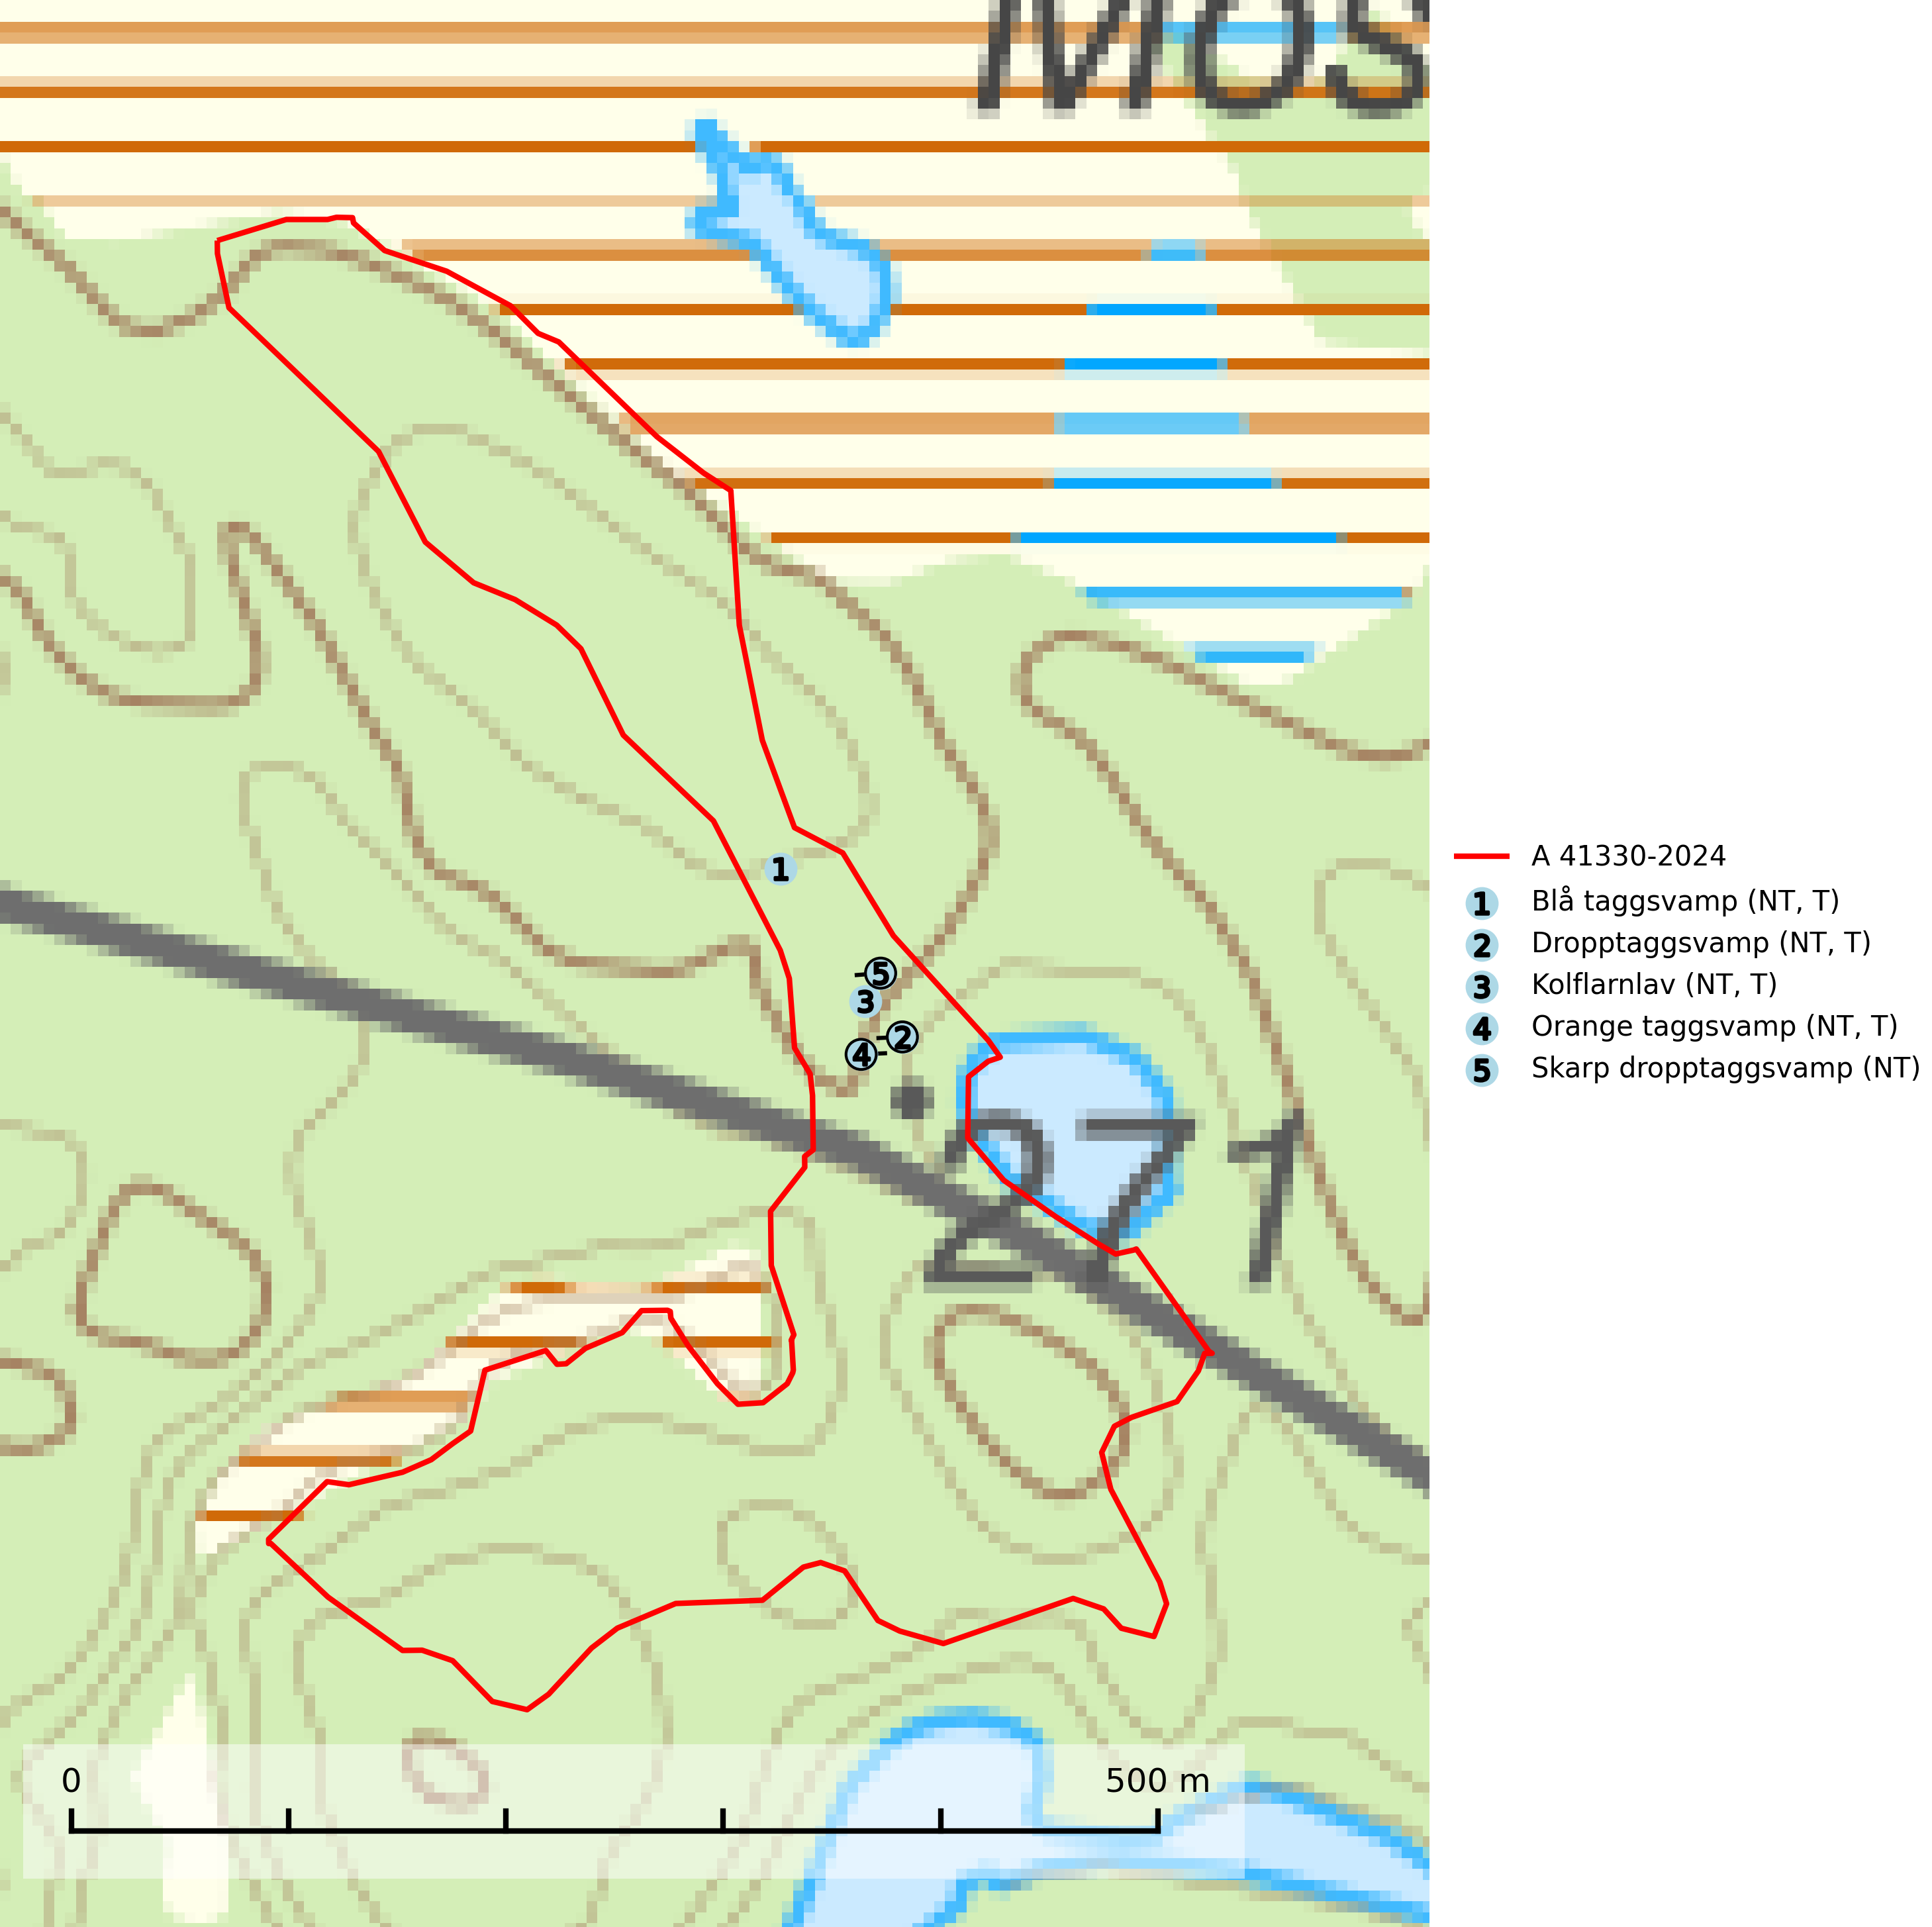 MOS
1
5
3
2
4
271
0 500 m
A 41330-2024
1 Blå taggsvamp (NT, T)
2 Dropptaggsvamp (NT, T)
3 Kolflarnlav (NT, T)
4 Orange taggsvamp (NT, T)
5 Skarp dropptaggsvamp (NT)